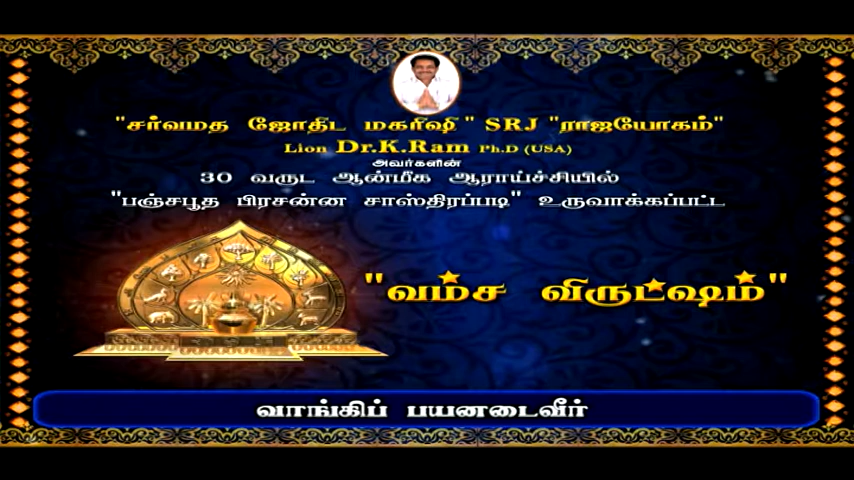 "சர்வமத ஜோதிட மகரிஷி" SRJ "ராஜயோகம்"
Lion Dr.K.Ram Ph.D (USA)
அவர்களின்
30 வருட ஆன்மீக ஆராய்ச்சியில்
"பஞ்சபூத பிரசன்ன சாஸ்திரப்படி" உருவாக்கப்பட்ட
"வம்ச விருட்ஷம்"
வாங்கிப் பயனடைவீர்